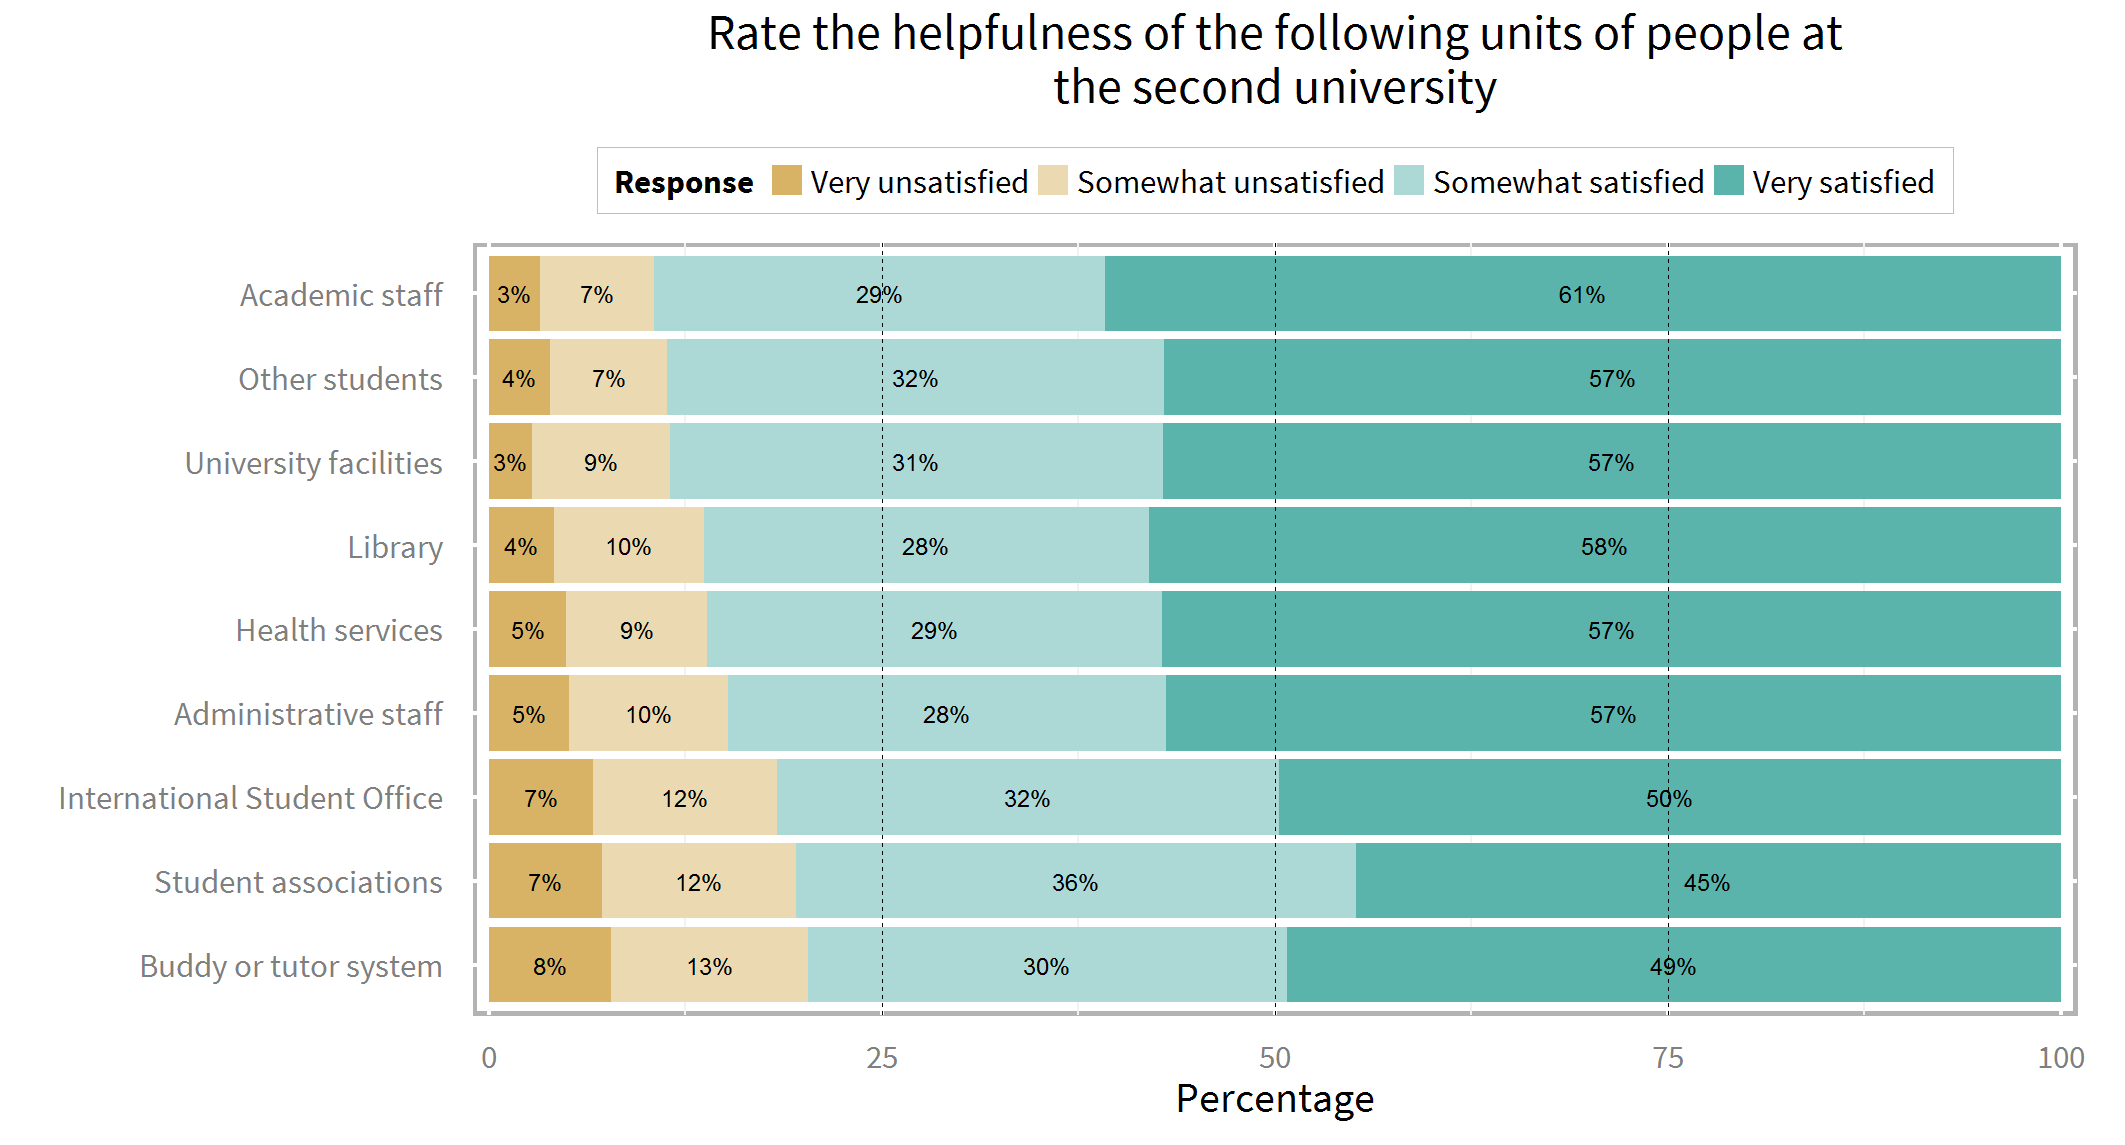 Rate the helpfulness of the following units of people at
the second university
Response Very unsatisfied Somewhat unsatisfied Somewhat satisfied Very satisfied
Academic staff 3% 7% 29% 61%
Other students 4% 7% 32% 57%
University facilities 3% 9% 31% 57%
Library 4% 10% 28% 58%
Health services 5% 9% 29% 57%
Administrative staff 5% 10% 28% 57%
International Student Office 7% 12% 32% 50%
Student associations 7% 12% 36% 45%
Buddy or tutor system 8% 13% 30% 49%
0 25 50 75 100
Percentage